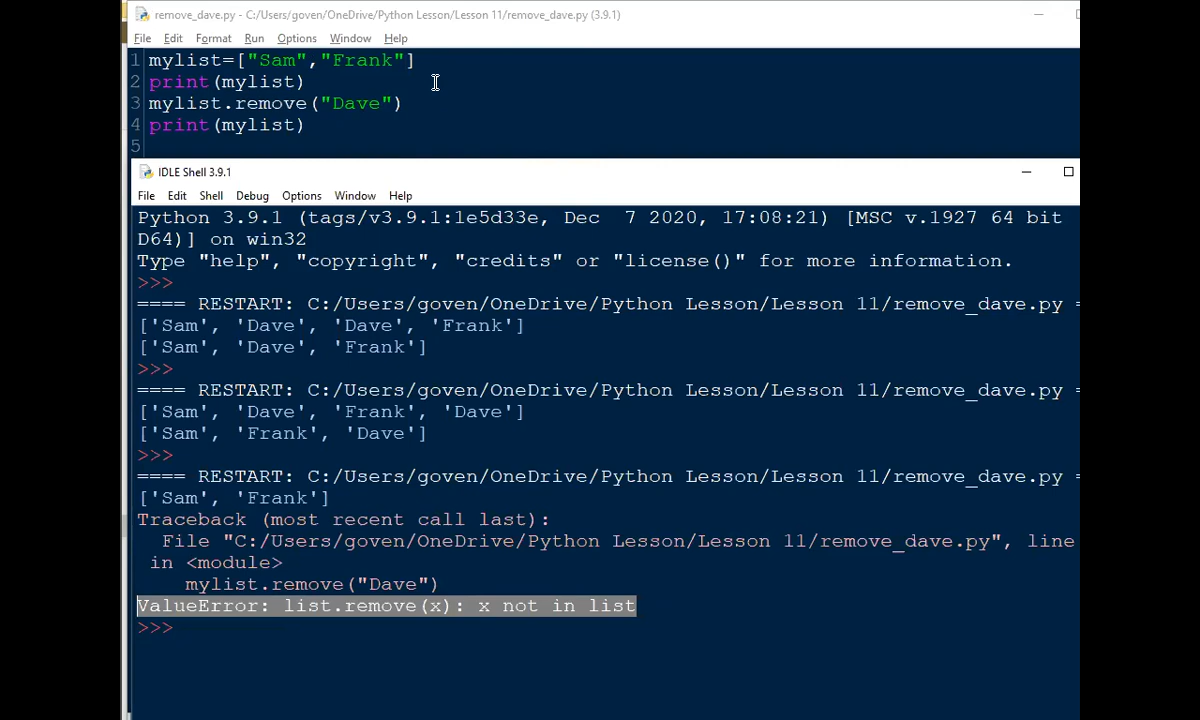 remove_dave.py - C:/Users/goven/OneDrive/Python Lesson/Lesson 11/remove_dave.py (3.9.1)
File Edit Format Run Options Window Help
1 mylist=["Sam","Frank"]
2 print(mylist)
3 mylist.remove("Dave")
4 print(mylist)
5
IDLE Shell 3.9.1
File Edit Shell Debug Options Window Help
Python 3.9.1 (tags/v3.9.1:1e5d33e, Dec  7 2020, 17:08:21) [MSC v.1927 64 bit
D64)] on win32
Type "help", "copyright", "credits" or "license()" for more information.
>>>
==== RESTART: C:/Users/goven/OneDrive/Python Lesson/Lesson 11/remove_dave.py =
['Sam', 'Dave', 'Dave', 'Frank']
['Sam', 'Dave', 'Frank']
>>>
==== RESTART: C:/Users/goven/OneDrive/Python Lesson/Lesson 11/remove_dave.py =
['Sam', 'Dave', 'Frank', 'Dave']
['Sam', 'Frank', 'Dave']
>>>
==== RESTART: C:/Users/goven/OneDrive/Python Lesson/Lesson 11/remove_dave.py =
['Sam', 'Frank']
Traceback (most recent call last):
  File "C:/Users/goven/OneDrive/Python Lesson/Lesson 11/remove_dave.py", line
 in <module>
    mylist.remove("Dave")
ValueError: list.remove(x): x not in list
>>>